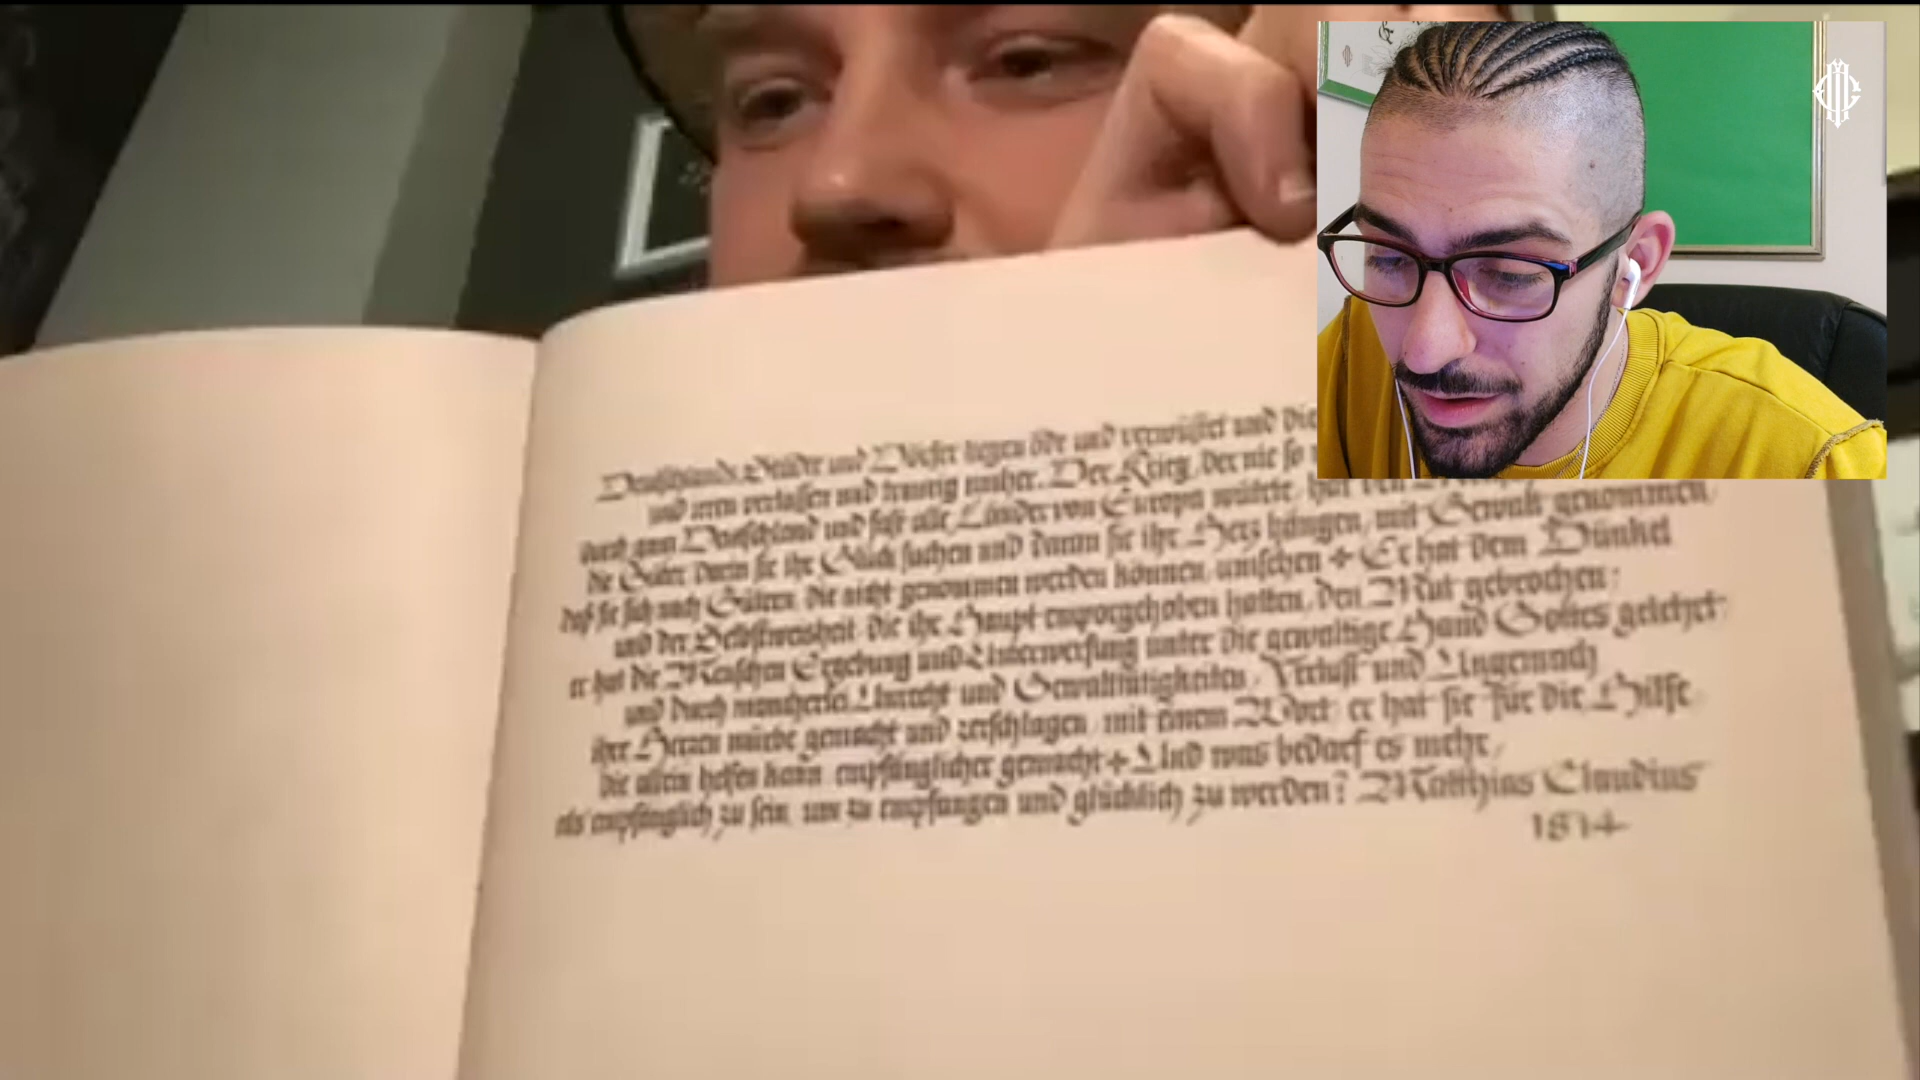 Deutschlands Städte und Dörfer liegen öde und verwüstet und die
und irren verlassen und traurig umher. Der Krieg, der nie so
durch ganz Deutschland und fast alle Länder von Europa wütete, hat den
die Güter, darin sie ihr Glück suchen und daran sie ihr Herz hängen, mit Gewalt genommen,
daß sie sich nach Gütern, die nicht genommen werden können, umsehen + Er hat dem Dünkel
und der Selbstweisheit, die ihr Haupt emporgehoben hatten, den Mut gebrochen;
er hat die Menschen Ergebung und Unterwerfung unter die gewaltige Hand Gottes gelehret;
und durch mancherlei Unrecht und Gewalttätigkeiten, Verlust und Ungemach
ihre Herzen mürbe gemacht und zerschlagen, mit einem Wort: er hat sie für die Hilfe,
die allein helfen kann, empfänglicher gemacht + Und was bedarf es mehr,
als empfänglich zu sein, um zu empfangen und glücklich zu werden? Matthias Claudius
1814